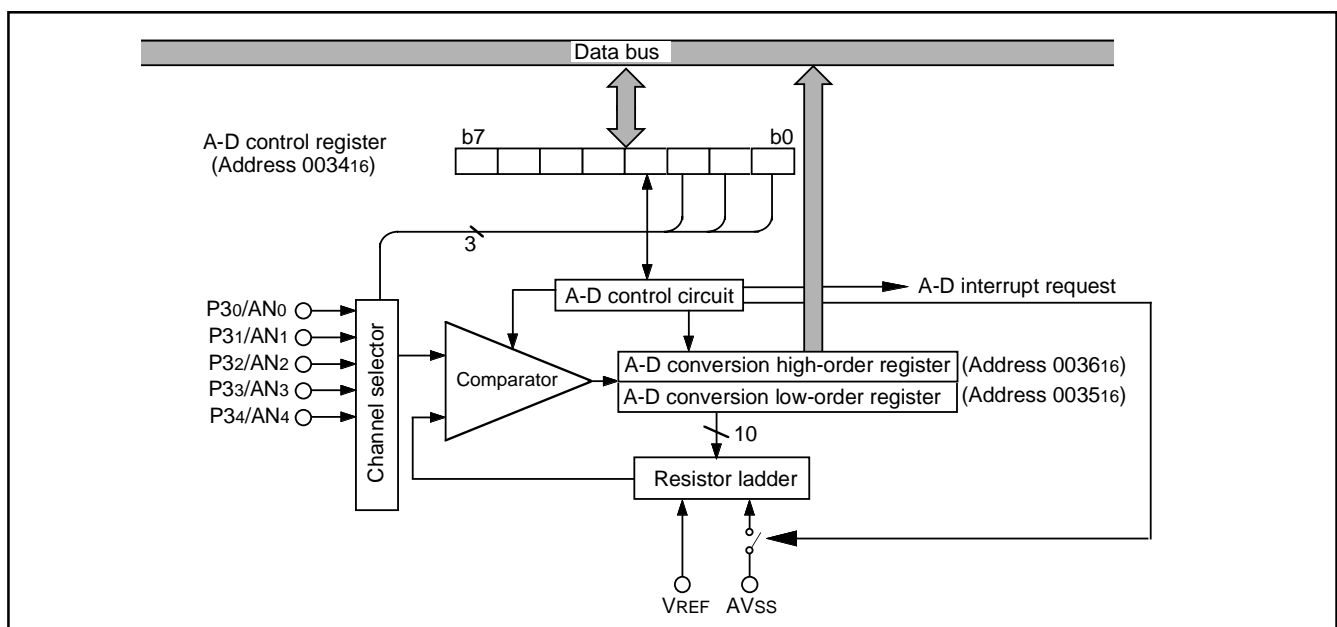 Data bus
A-D control register
(Address 003416)
b7
b0
3
A-D control circuit
A-D interrupt request
P30/AN0
P31/AN1
P32/AN2
P33/AN3
P34/AN4
Channel selector
Comparator
A-D conversion high-order register
(Address 003616)
A-D conversion low-order register
(Address 003516)
10
Resistor ladder
VREF
AVSS